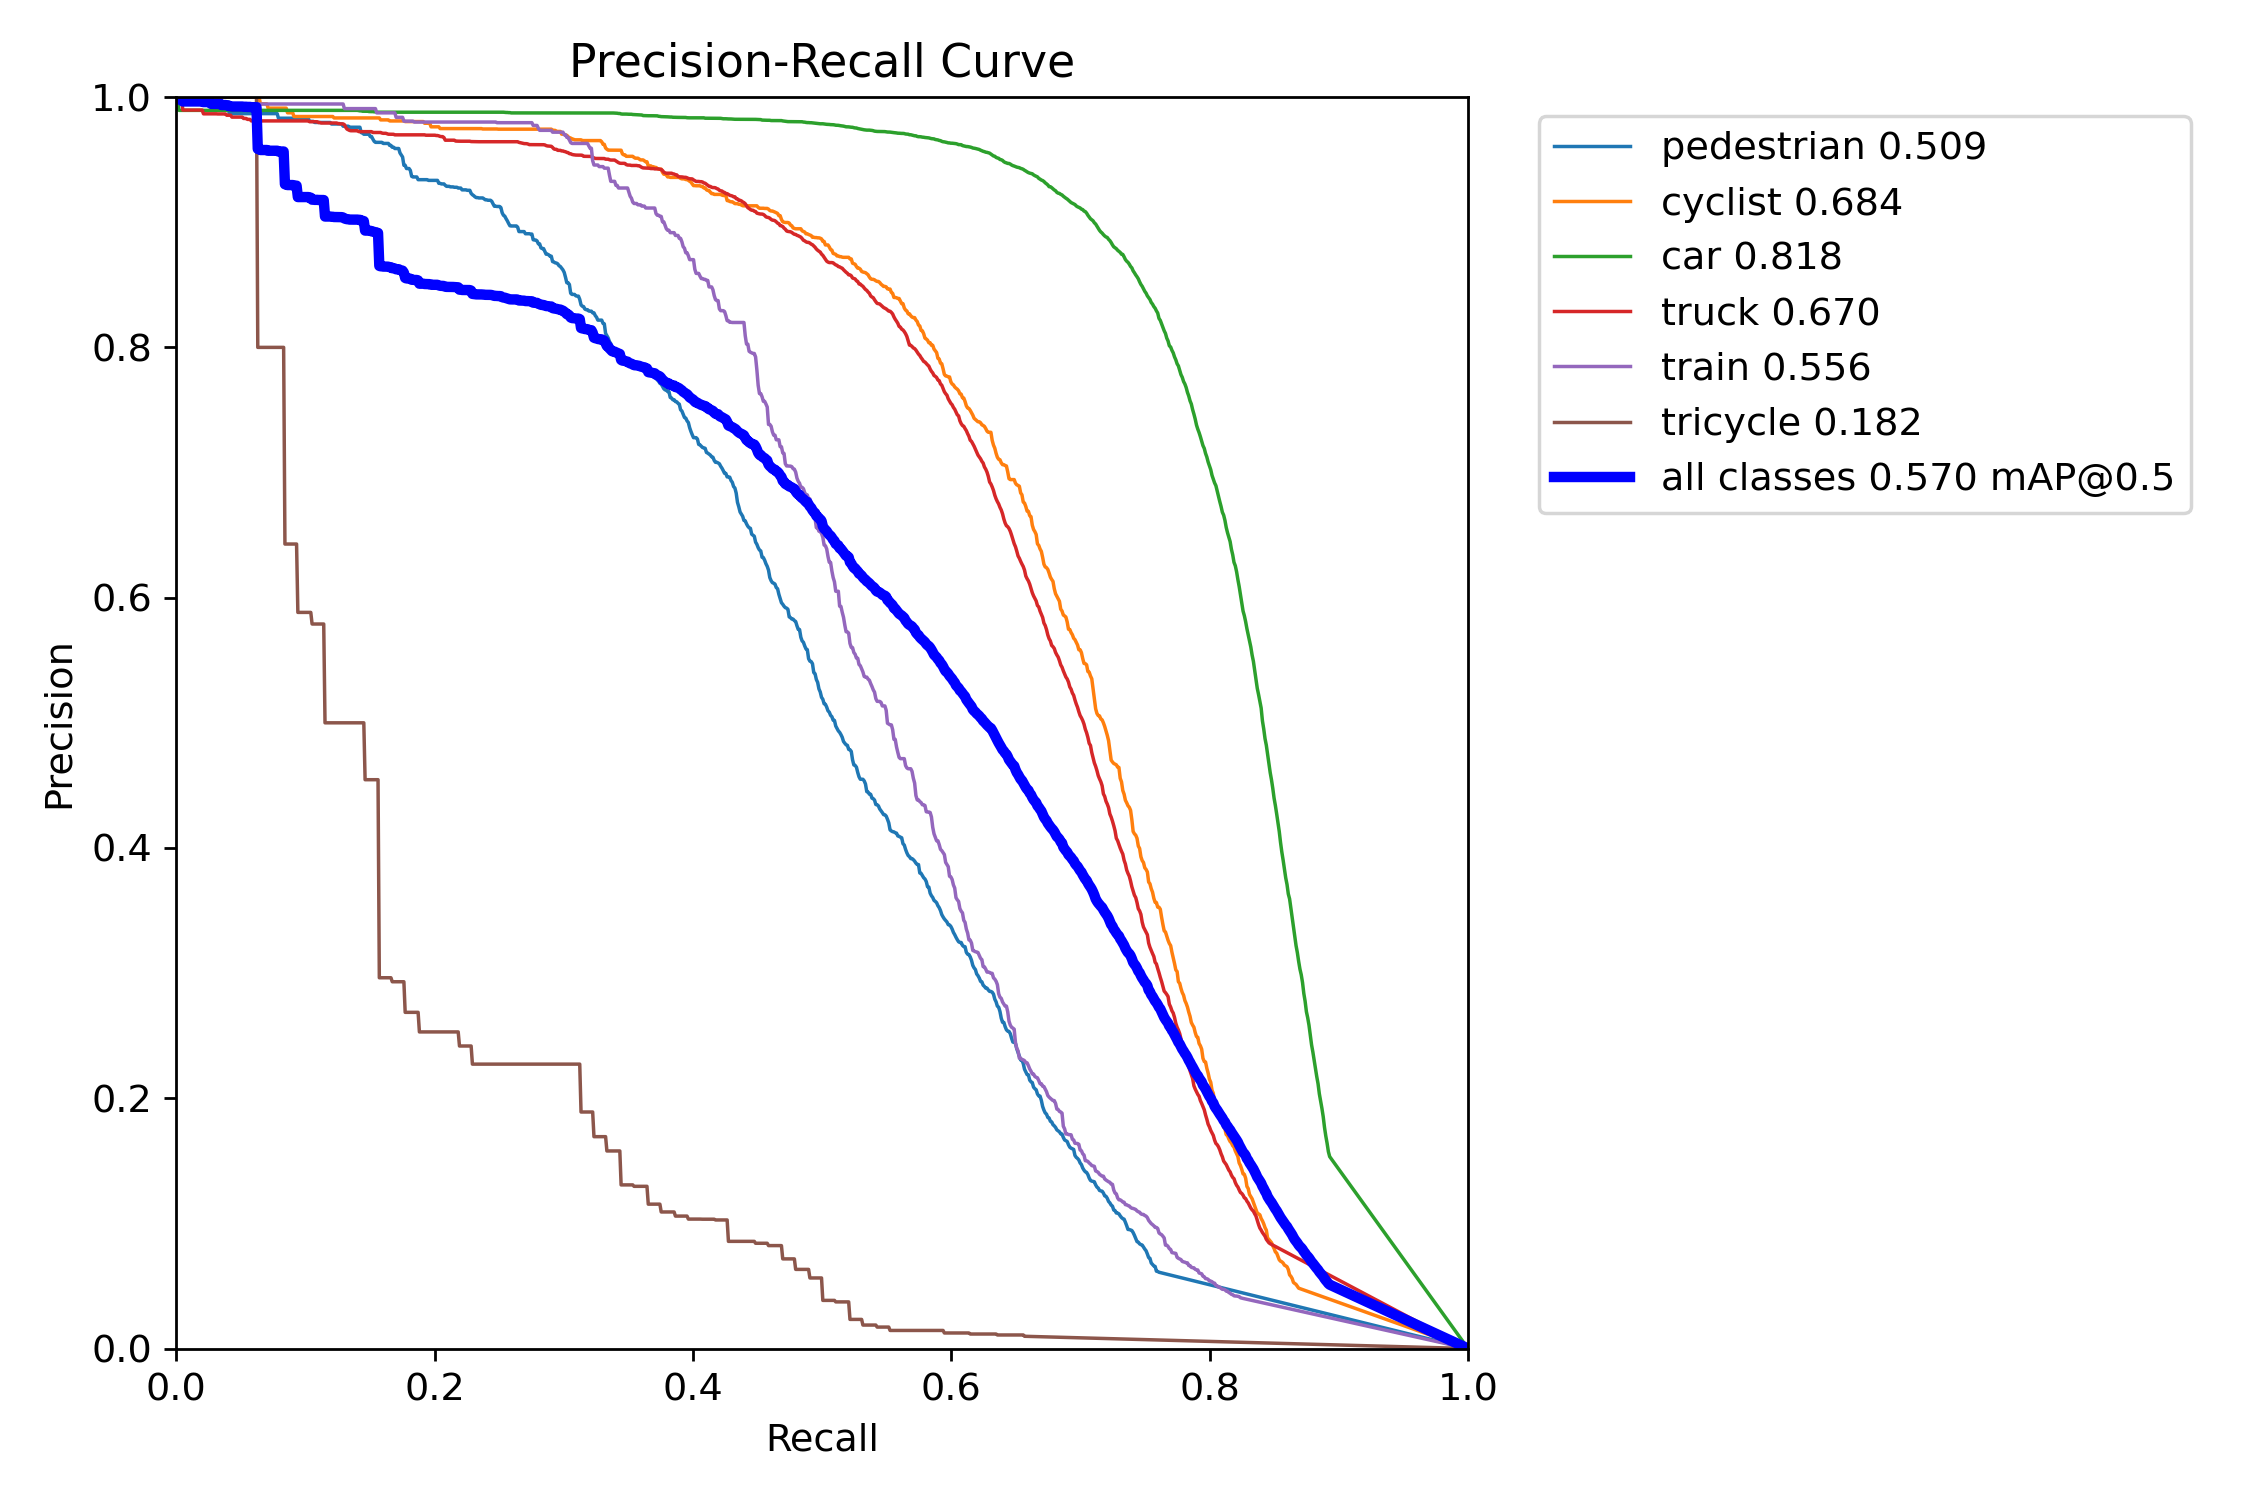 Precision-Recall Curve
1.0
0.8
0.6
0.4
0.2
0.0
Precision
0.0 0.2 0.4 0.6 0.8 1.0
Recall
pedestrian 0.509
cyclist 0.684
car 0.818
truck 0.670
train 0.556
tricycle 0.182
all classes 0.570 mAP@0.5